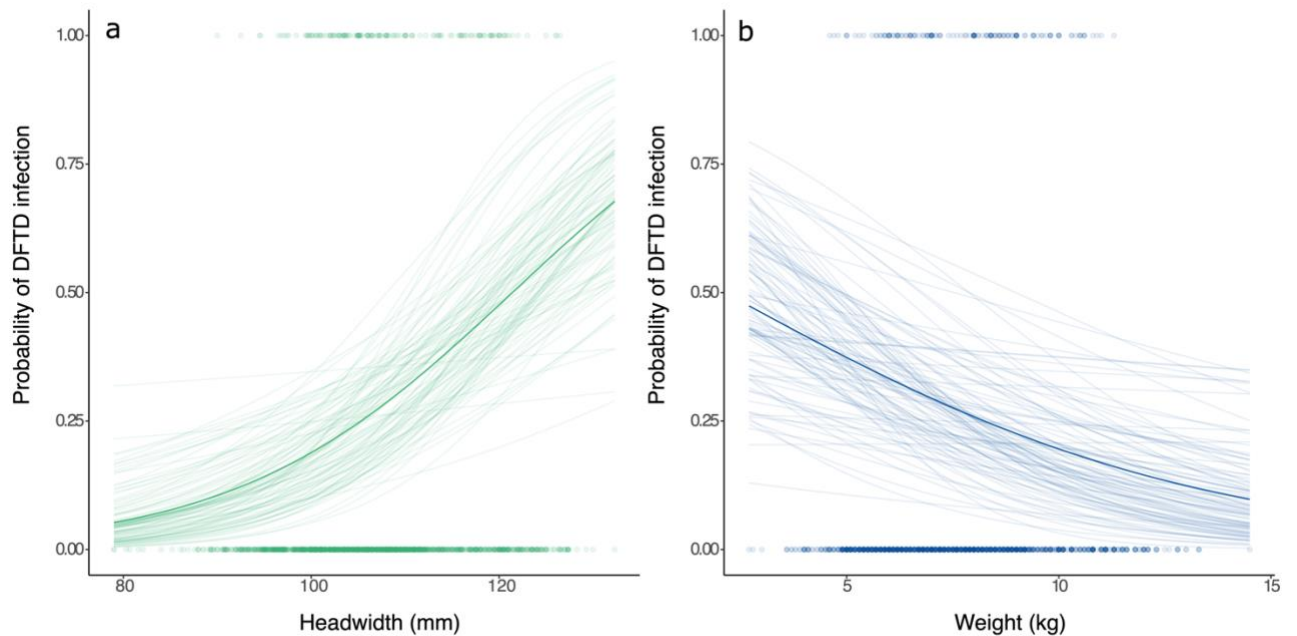 a
1.00
0.75
0.50
0.25
0.00
Probability of DFTD infection
80
100
120
Headwidth (mm)
b
1.00
0.75
0.50
0.25
0.00
Probability of DFTD infection
5
10
15
Weight (kg)